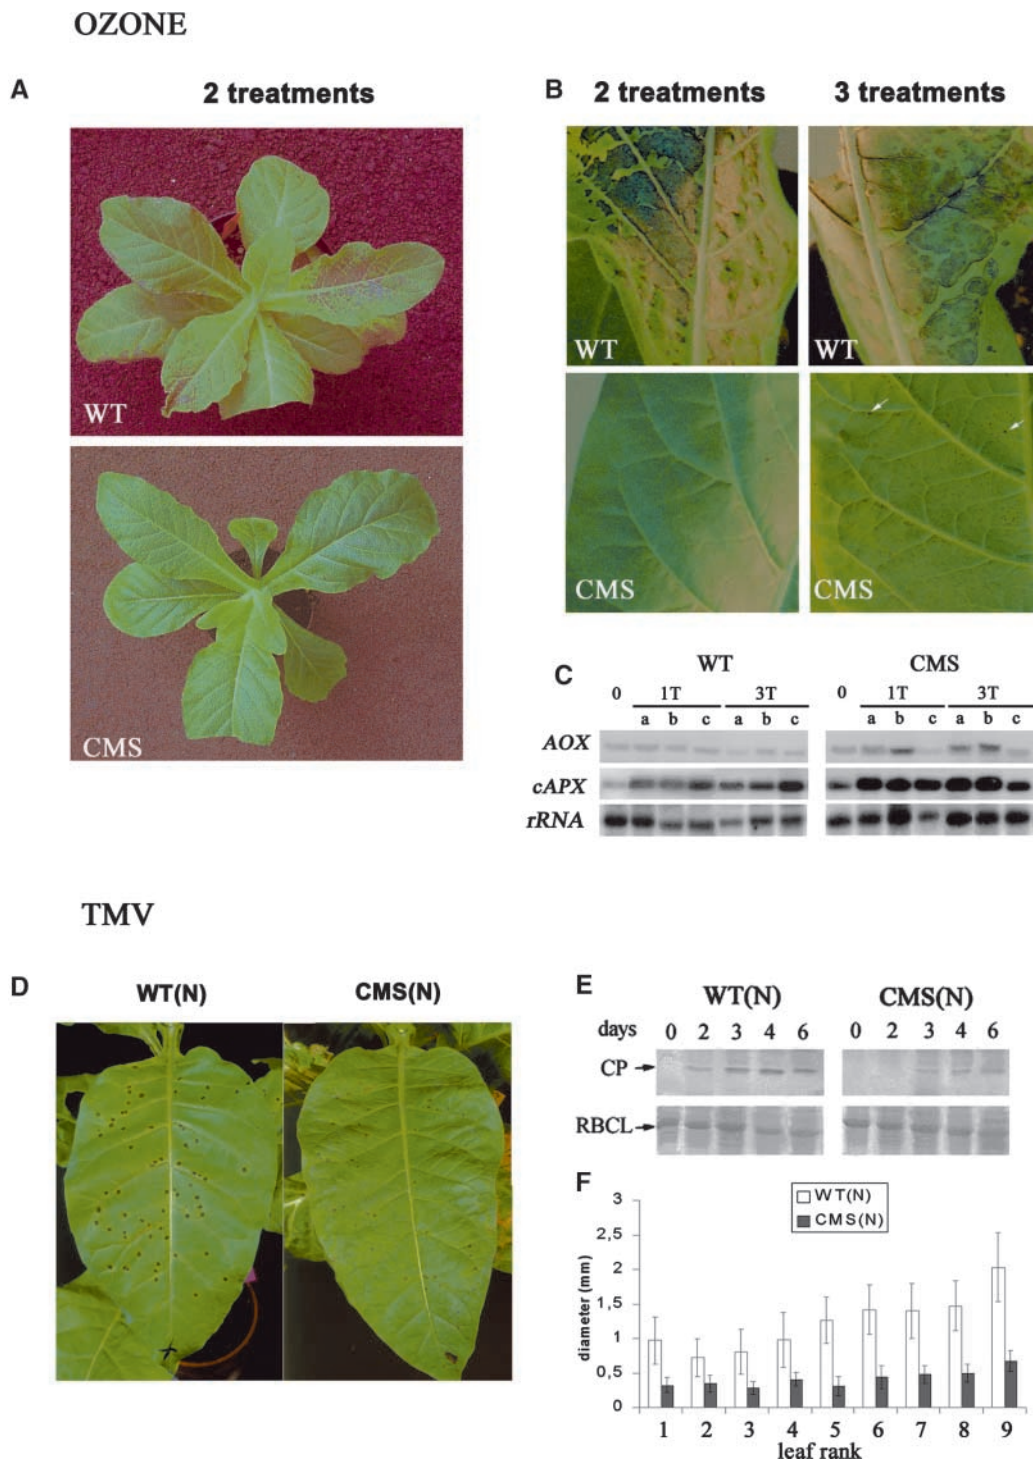 OZONE
A
2 treatments
WT
CMS
B
2 treatments
3 treatments
WT
WT
CMS
CMS
C
WT
CMS
0 1T 3T
0 1T 3T
a b c a b c
a b c a b c
AOX
cAPX
rRNA
TMV
D
WT(N)
CMS(N)
E
WT(N)
CMS(N)
days 0 2 3 4 6
0 2 3 4 6
CP
RBCL
F
WT(N)
CMS(N)
diameter (mm)
3
2,5
2
1,5
1
0,5
0
1 2 3 4 5 6 7 8 9
leaf rank